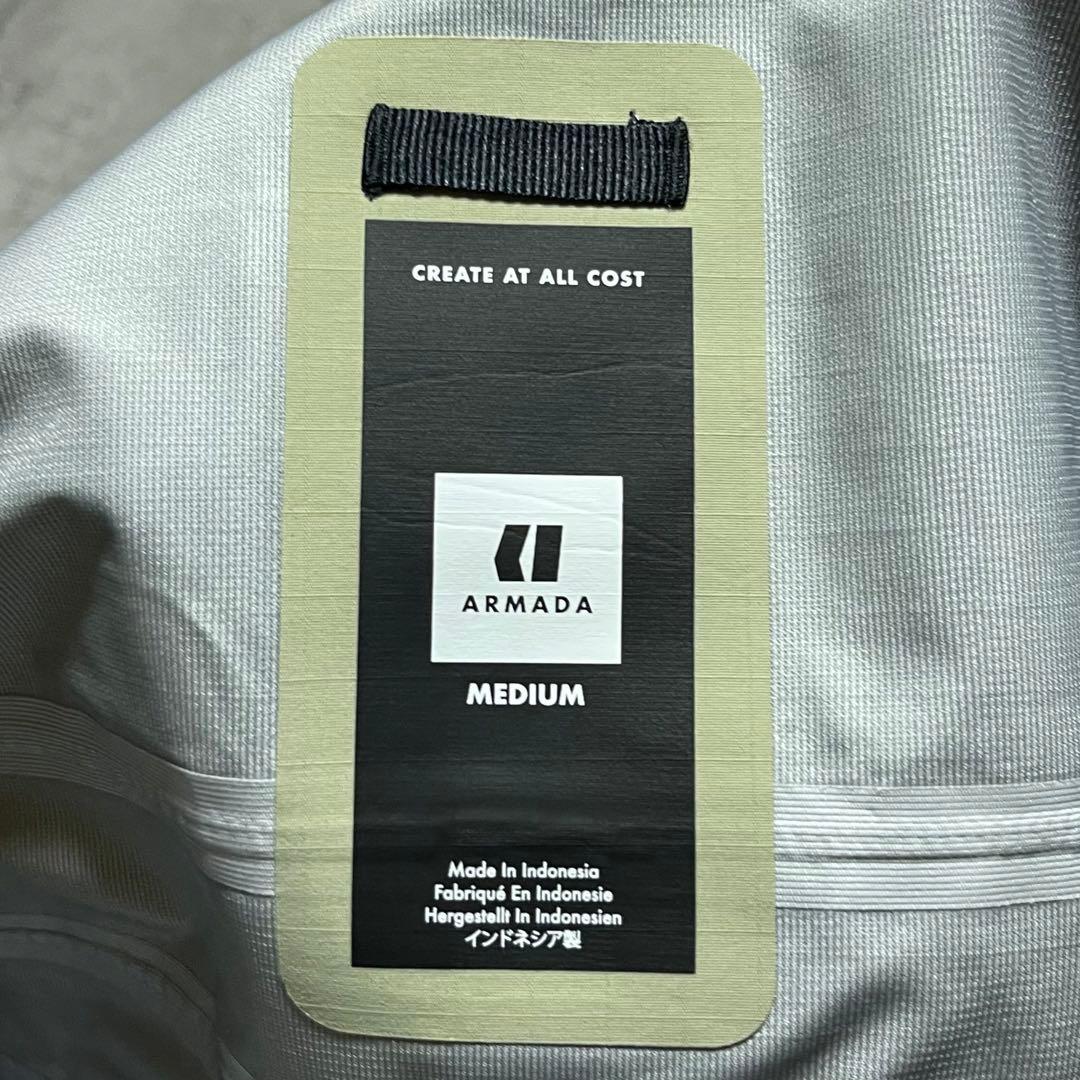 CREATE AT ALL COST
ARMADA
MEDIUM
Made In Indonesia
Fabriqué En Indonesie
Hergestellt In Indonesien
インドネシア製